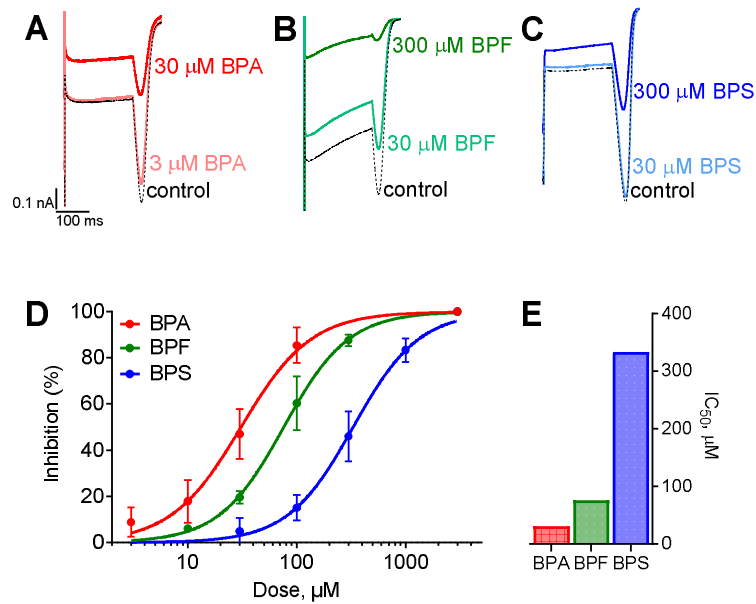 A
30 μM BPA
3 μM BPA
control
0.1 nA
100 ms
B
300 μM BPF
30 μM BPF
control
C
300 μM BPS
30 μM BPS
control
D
BPA
BPF
BPS
Inhibition (%)
100
80
60
40
20
0
10
100
1000
Dose, μM
E
400
300
200
100
0
IC50, μM
BPA BPF BPS